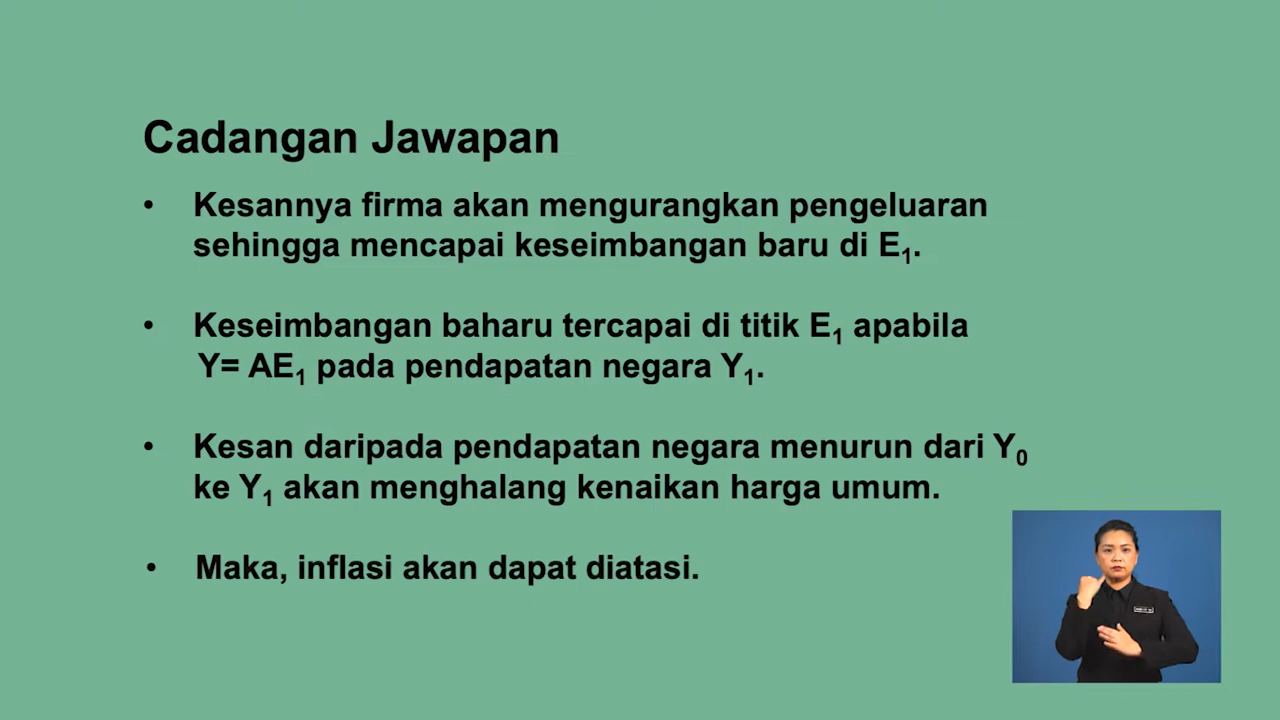 Cadangan Jawapan
• Kesannya firma akan mengurangkan pengeluaran
sehingga mencapai keseimbangan baru di E₁.
• Keseimbangan baharu tercapai di titik E₁ apabila
Y= AE₁ pada pendapatan negara Y₁.
• Kesan daripada pendapatan negara menurun dari Y₀
ke Y₁ akan menghalang kenaikan harga umum.
• Maka, inflasi akan dapat diatasi.